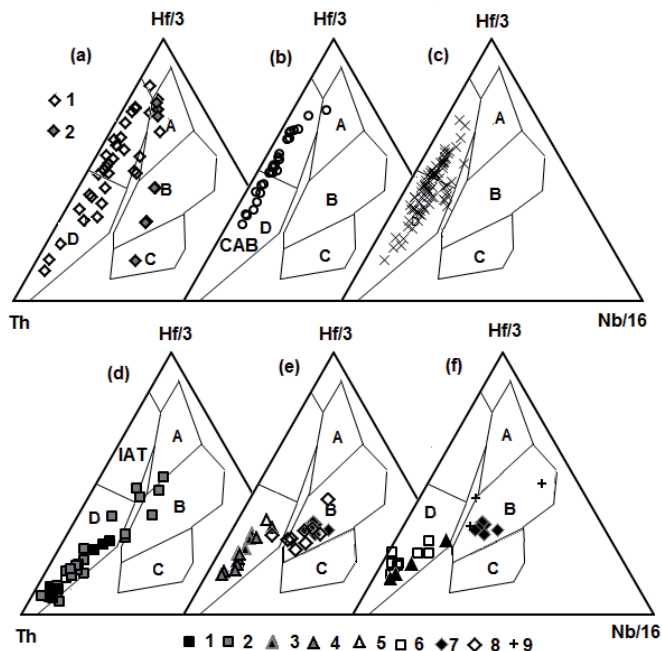 Hf/3 Hf/3 Hf/3
(a) (b) (c)
1
2
A A A
B B B
D D
CAB
C C C
Th Nb/16
Hf/3 Hf/3 Hf/3
(d) (e) (f)
A A A
IAT
D B B D B
C C C
Th Nb/16
1 2 3 4 5 6 7 8 9